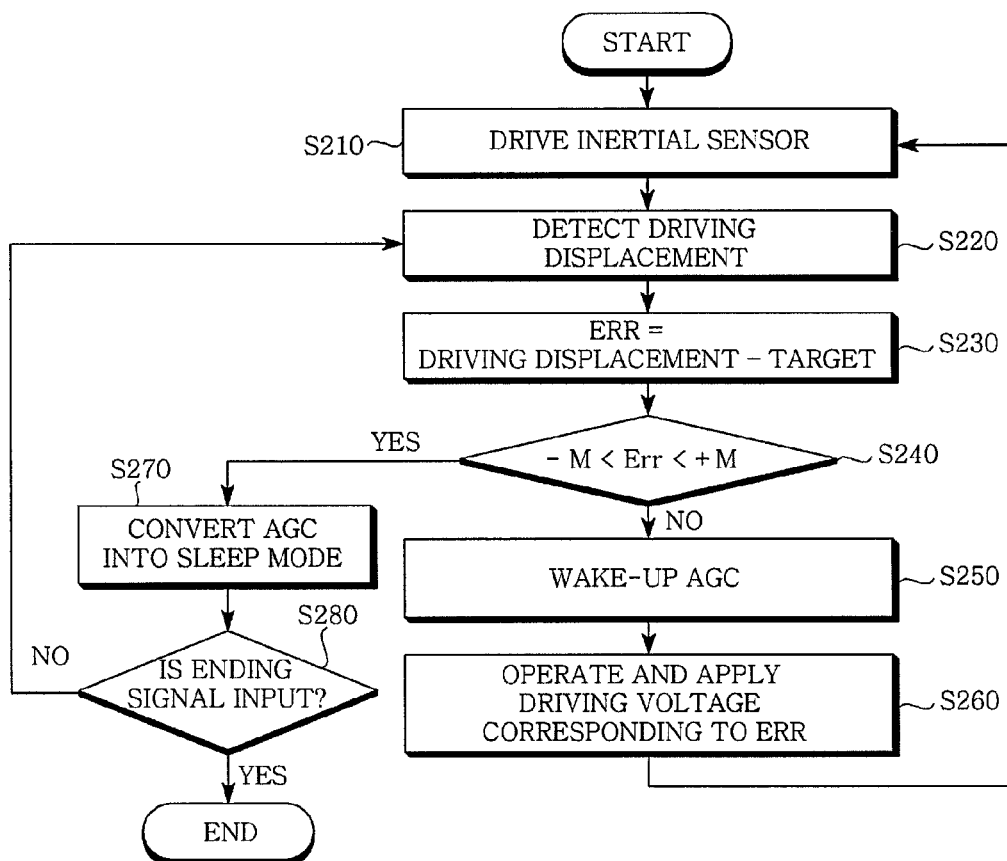 START
S210
DRIVE INERTIAL SENSOR
DETECT DRIVING
DISPLACEMENT
S220
ERR =
DRIVING DISPLACEMENT – TARGET
S230
YES
– M < Err < +M
S240
S270
CONVERT AGC
INTO SLEEP MODE
NO
WAKE-UP AGC
S250
S280
NO
IS ENDING
SIGNAL INPUT?
OPERATE AND APPLY
DRIVING VOLTAGE
CORRESPONDING TO ERR
S260
YES
END